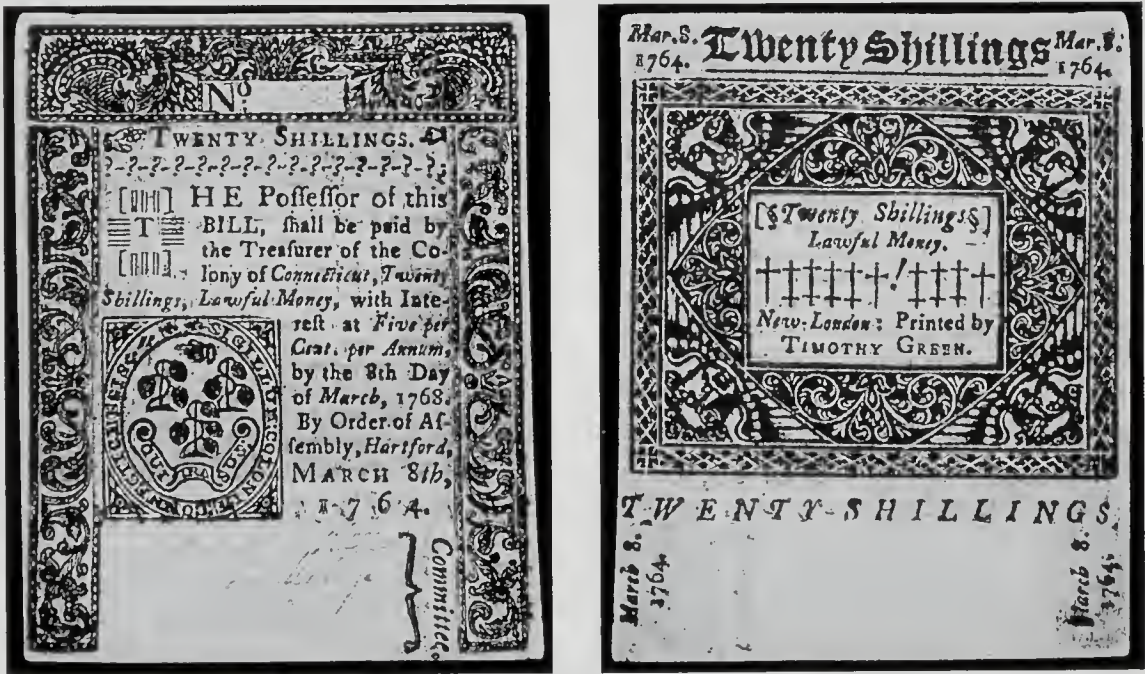 No.
TWENTY SHILLINGS.
[ ] HE Poſſeſſor of this
T BILL, ſhall be paid by
the Treaſurer of the Co-
lony of Connecticut, Twenty
Shillings, Lawful Money, with Inte-
reſt at Five per
Cent. per Annum,
by the 8th Day
of March, 1768.
By Order of Aſ-
ſembly, Hartford,
MARCH 8th,
1764.
Committee.
QUI TRA SUS
Mar. 8. Twenty Shillings Mar. 8.
1764. 1764.
[§Twenty Shillings§]
Lawful Money.
††‡‡‡‡†!‡‡‡‡†
New-London: Printed by
TIMOTHY GREEN.
TWENTY SHILLINGS
March 8.
1764.
March 8.
1764.